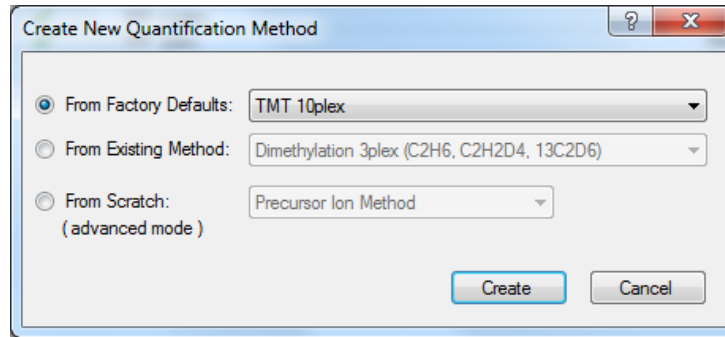 Create New Quantification Method
From Factory Defaults: TMT 10plex
From Existing Method: Dimethylation 3plex (C2H6, C2H2D4, 13C2D6)
From Scratch: Precursor Ion Method
( advanced mode )
Create Cancel